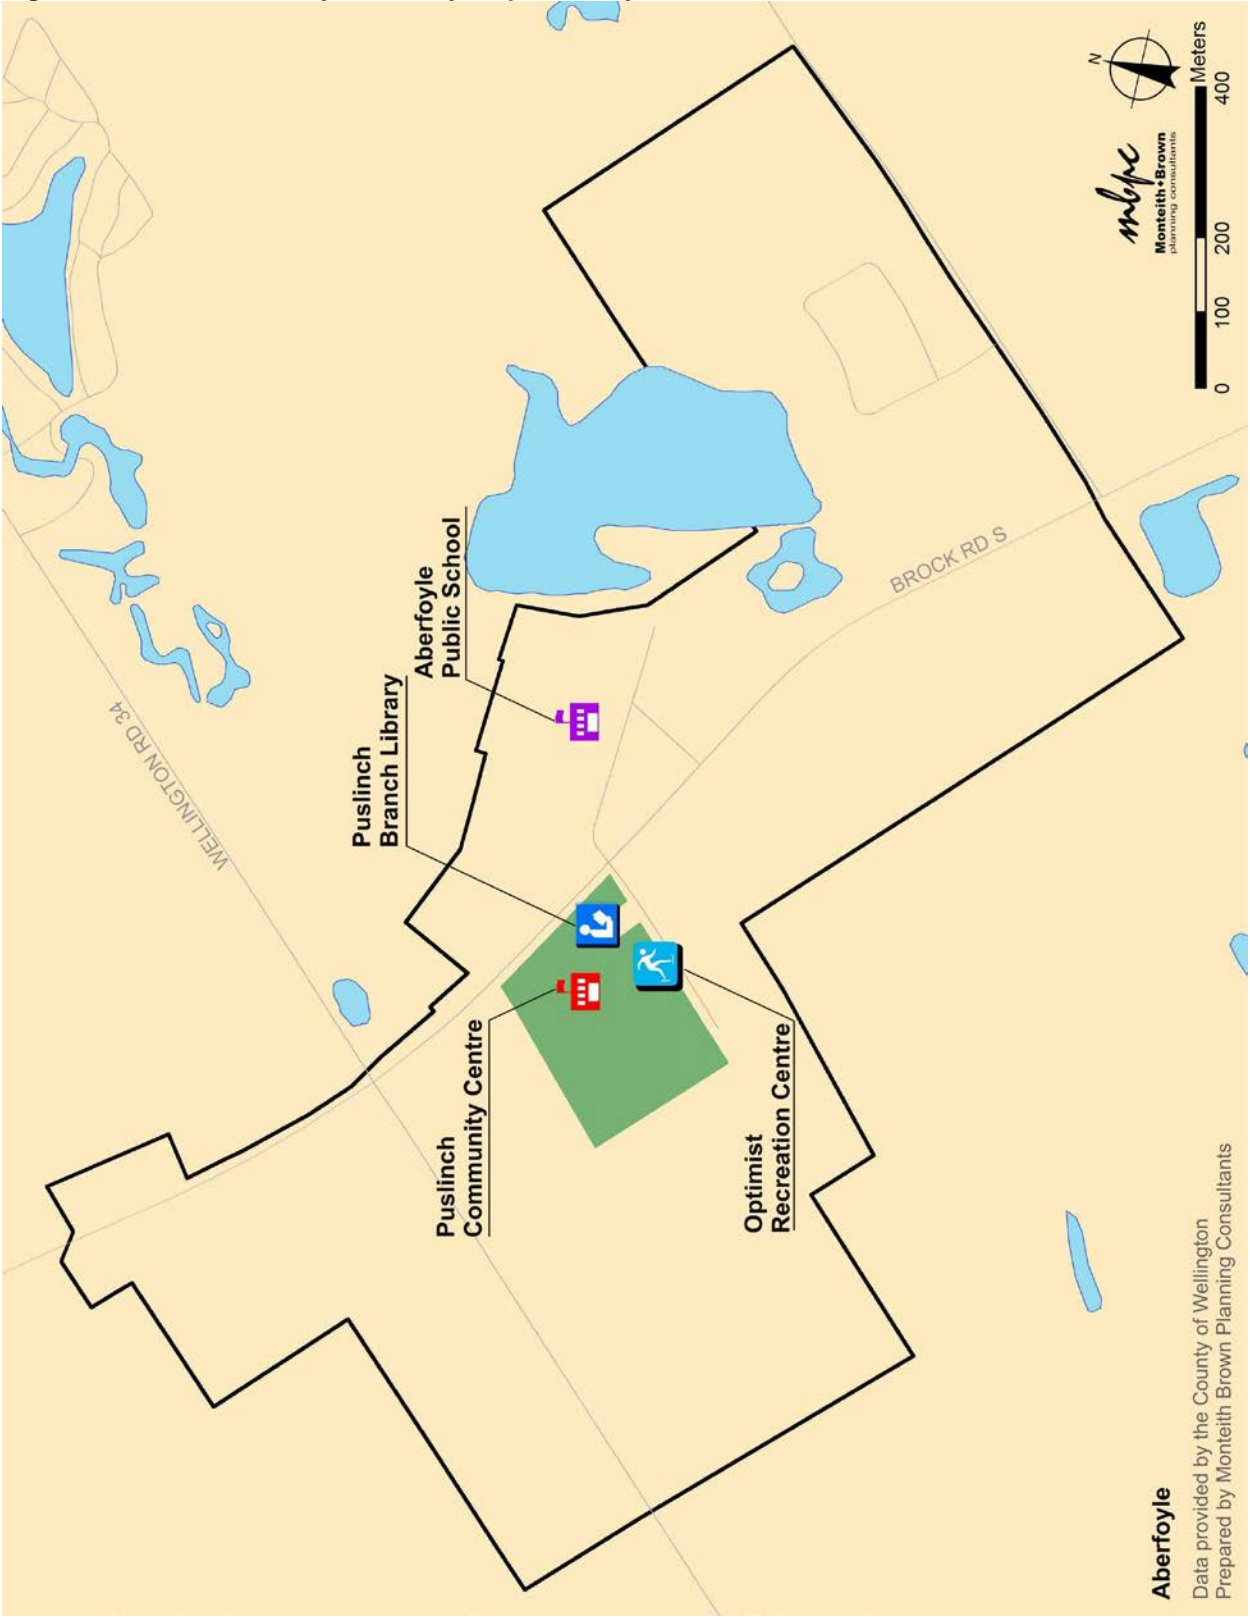 WELLINGTON RD 34
Puslinch
Branch Library
Aberfoyle
Public School
Puslinch
Community Centre
Optimist
Recreation Centre
BROCK RD S
N
mbpc
Monteith+Brown
planning consultants
0 100 200 400
Meters
Aberfoyle
Data provided by the County of Wellington
Prepared by Monteith Brown Planning Consultants